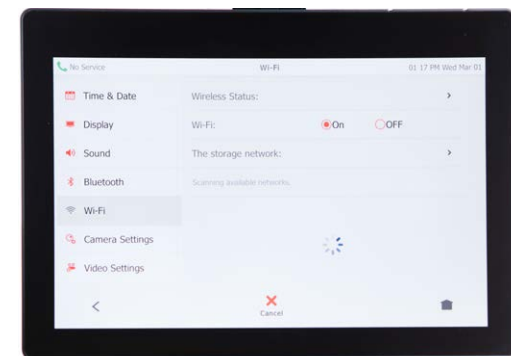 No Service Wi-Fi 01 17 PM Wed Mar 01
Time & Date Wireless Status:
Display Wi-Fi: On OFF
Sound The storage network:
Bluetooth Scanning available networks.
Wi-Fi
Camera Settings
Video Settings
Cancel